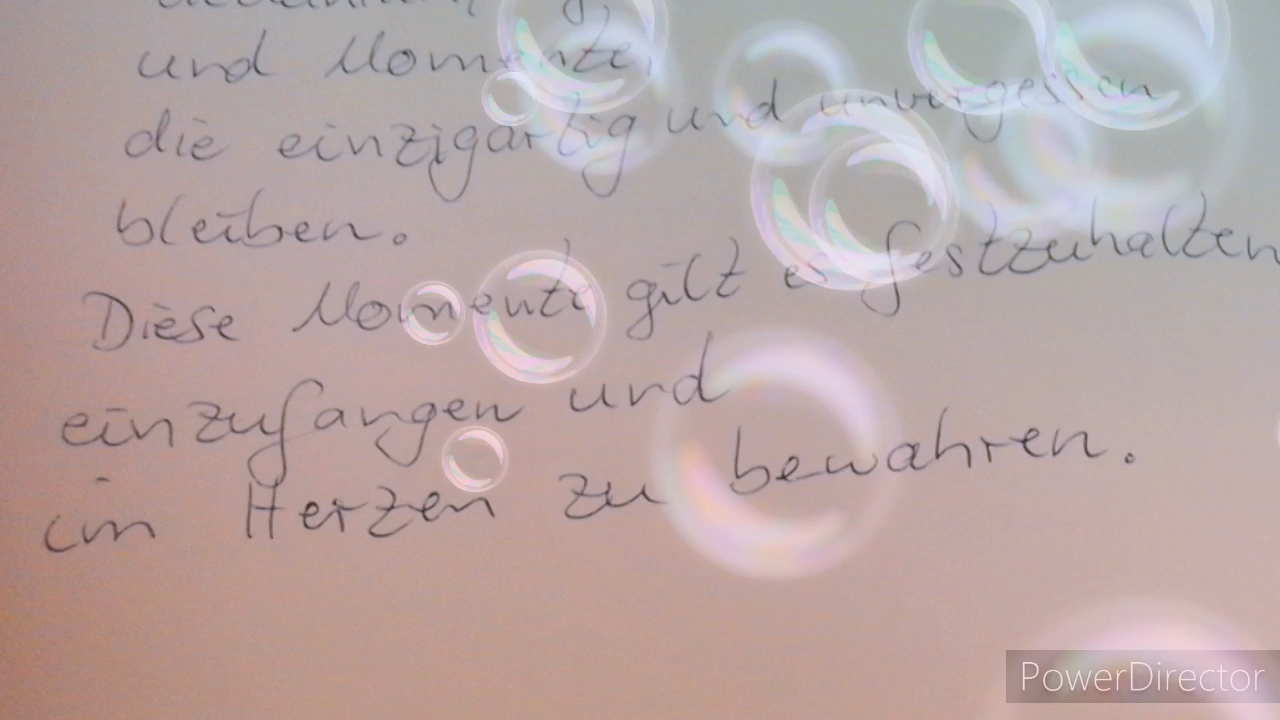 und Momente,
die einzigartig und unvergessen
bleiben.
Diese Momente gilt es festzuhalten
einzufangen und
im Herzen zu bewahren.
PowerDirector